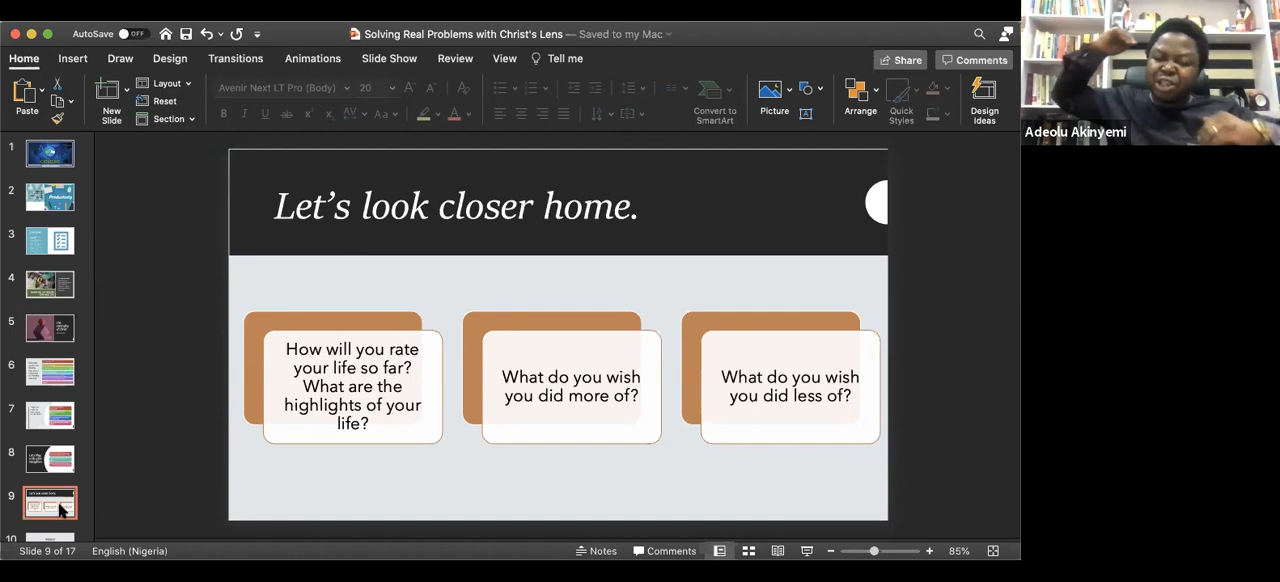 AutoSave OFF
Solving Real Problems with Christ's Lens — Saved to my Mac
Home Insert Draw Design Transitions Animations Slide Show Review View Tell me
Share Comments
Paste
New Slide
Layout
Reset
Section
Avenir Next LT Pro (Body) 20
Convert to SmartArt
Picture
Arrange
Quick Styles
Design Ideas
Adeolu Akinyemi
1
2
3
4
5
6
7
8
9
10
Let's look closer home.
How will you rate
your life so far?
What are the
highlights of your
life?
What do you wish
you did more of?
What do you wish
you did less of?
Slide 9 of 17 English (Nigeria) Notes Comments 85%